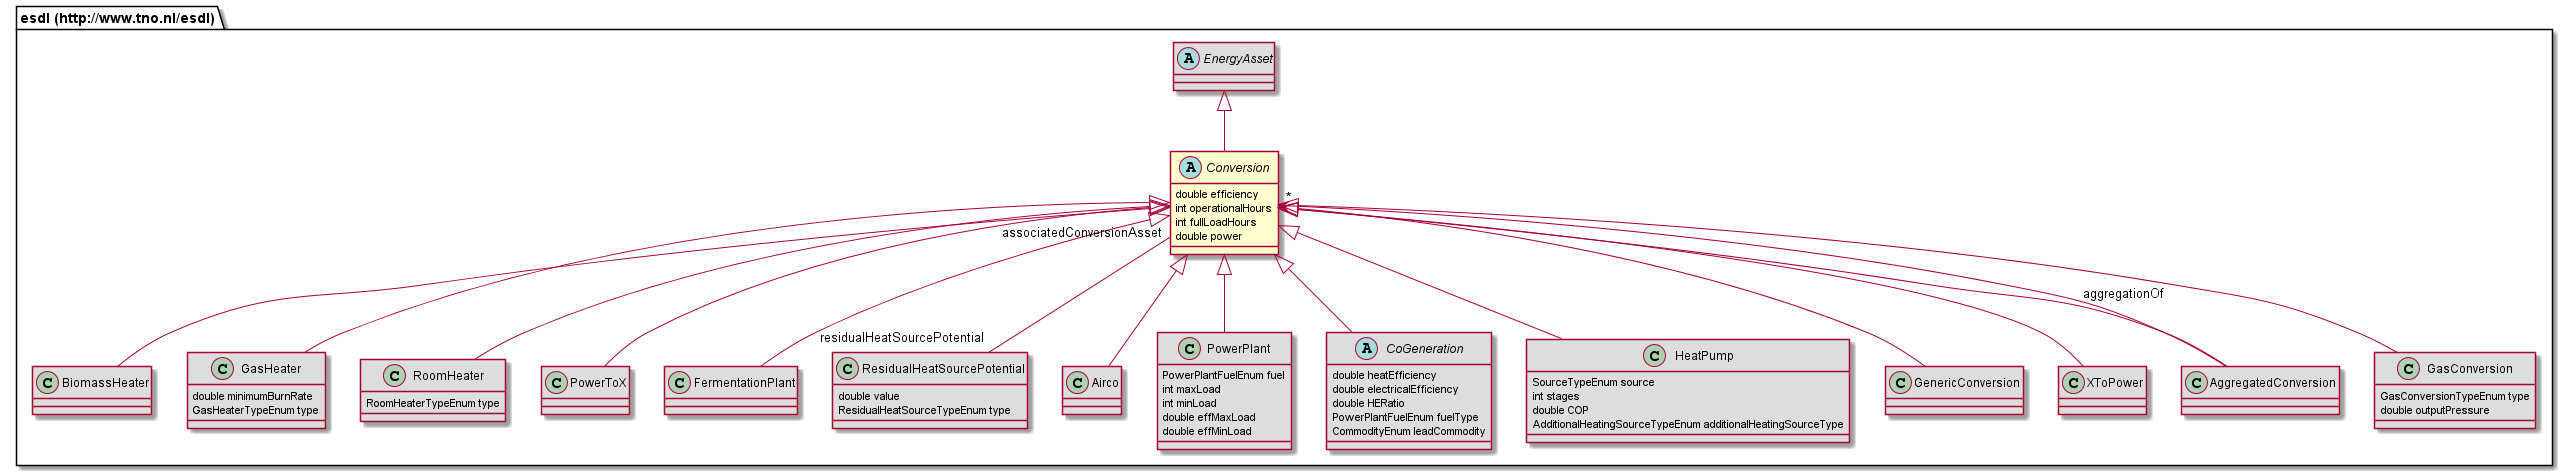 esdl (http://www.tno.nl/esdl)
A EnergyAsset
A Conversion
double efficiency
int operationalHours
int fullLoadHours
double power
*
associatedConversionAsset
aggregationOf
residualHeatSourcePotential
C BiomassHeater
C GasHeater
double minimumBurnRate
GasHeaterTypeEnum type
C RoomHeater
RoomHeaterTypeEnum type
C PowerToX
C FermentationPlant
C ResidualHeatSourcePotential
double value
ResidualHeatSourceTypeEnum type
C Airco
C PowerPlant
PowerPlantFuelEnum fuel
int maxLoad
int minLoad
double effMaxLoad
double effMinLoad
A CoGeneration
double heatEfficiency
double electricalEfficiency
double HERatio
PowerPlantFuelEnum fuelType
CommodityEnum leadCommodity
C HeatPump
SourceTypeEnum source
int stages
double COP
AdditionalHeatingSourceTypeEnum additionalHeatingSourceType
C GenericConversion
C XToPower
C AggregatedConversion
C GasConversion
GasConversionTypeEnum type
double outputPressure